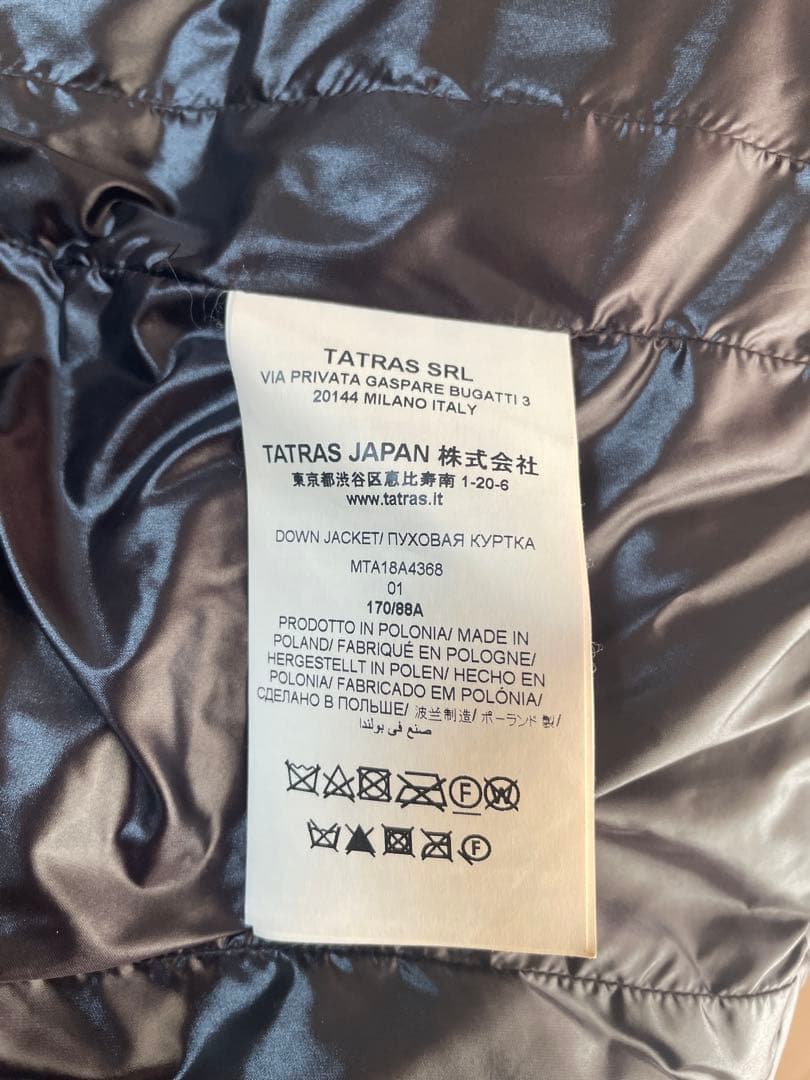 TATRAS SRL
VIA PRIVATA GASPARE BUGATTI 3
20144 MILANO ITALY
TATRAS JAPAN 株式会社
東京都渋谷区恵比寿南 1-20-6
www.tatras.it
DOWN JACKET/ ПУХОВАЯ КУРТКА
MTA18A4368
01
170/88A
PRODOTTO IN POLONIA/ MADE IN
POLAND/ FABRIQUÉ EN POLOGNE/
HERGESTELLT IN POLEN/ HECHO EN
POLONIA/ FABRICADO EM POLÓNIA/
СДЕЛАНО В ПОЛЬШЕ/ 波兰制造/ ポーランド製/
صنع في بولندا
F W
F